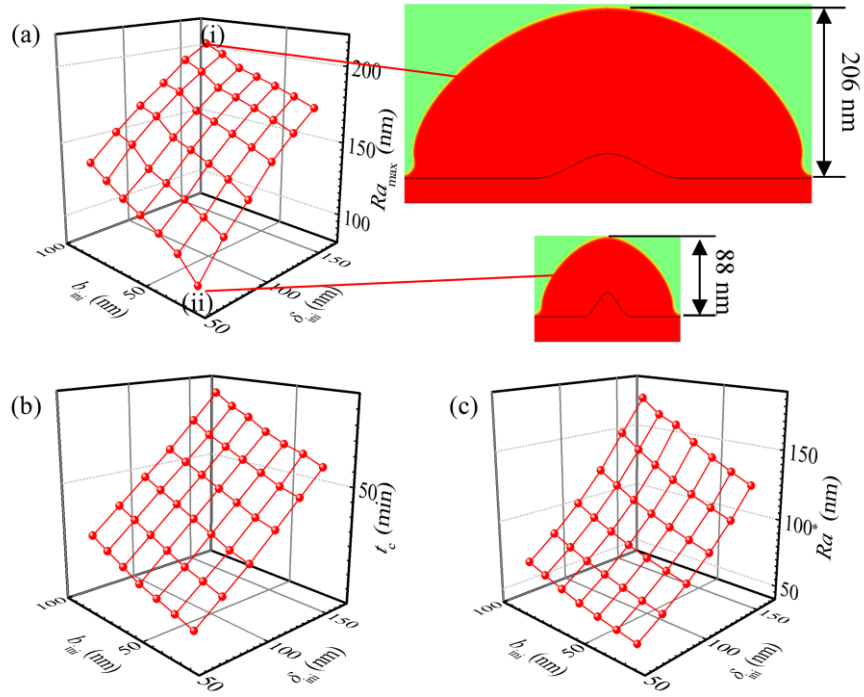 (a)
(i)
200
150
100
Ra_max (nm)
206 nm
100
50
50
100
150
b_ini (nm)
δ_ini (nm)
(ii)
88 nm
(b)
50
t_c (min)
100
50
50
100
150
b_ini (nm)
δ_ini (nm)
(c)
150
100
50
Ra* (nm)
100
50
50
100
150
b_ini (nm)
δ_ini (nm)